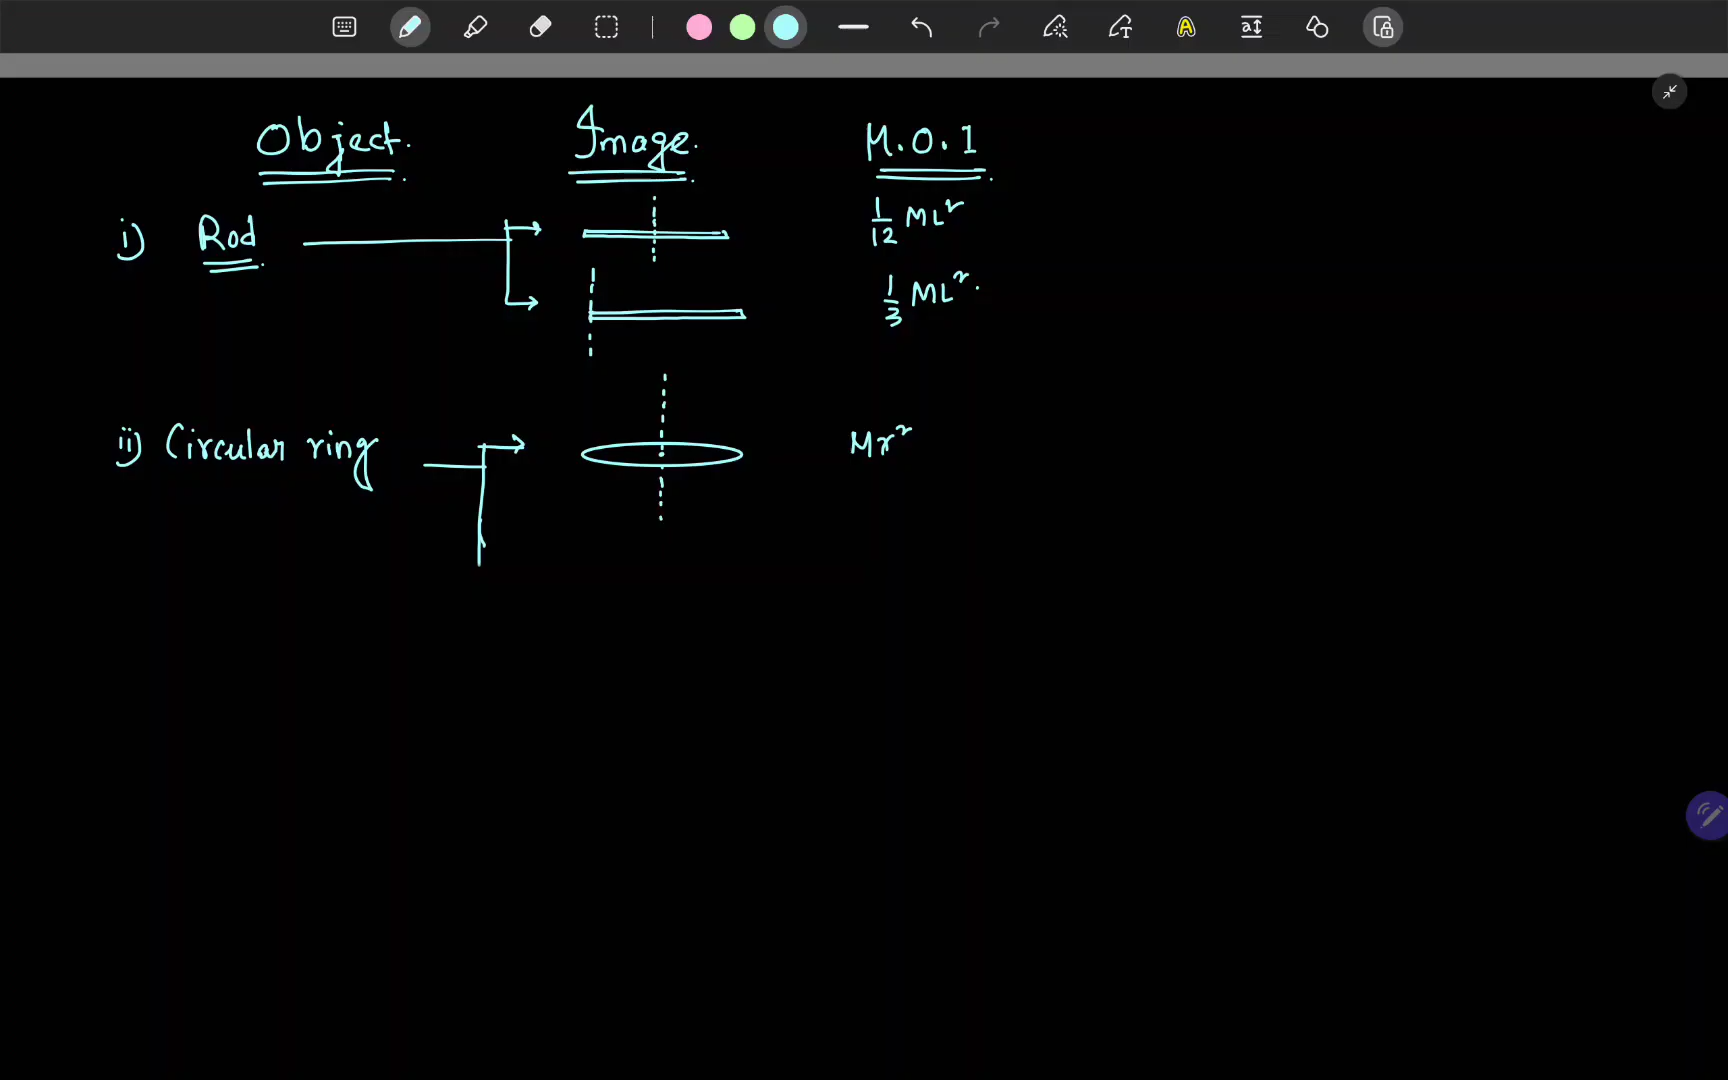 Object. Image. M.O.I
i) Rod 1/12 ML²
1/3 ML².
ii) Circular ring Mr²